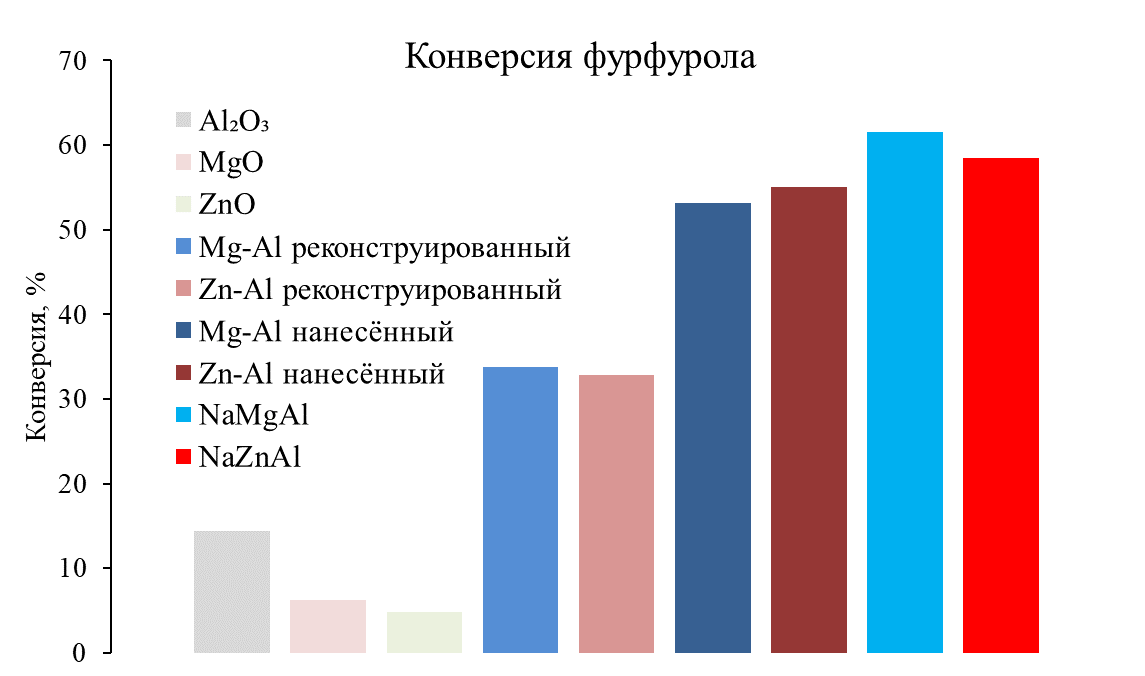 Конверсия фурфурола
Конверсия, %
70
60
50
40
30
20
10
0
Al₂O₃
MgO
ZnO
Mg-Al реконструированный
Zn-Al реконструированный
Mg-Al нанесённый
Zn-Al нанесённый
NaMgAl
NaZnAl